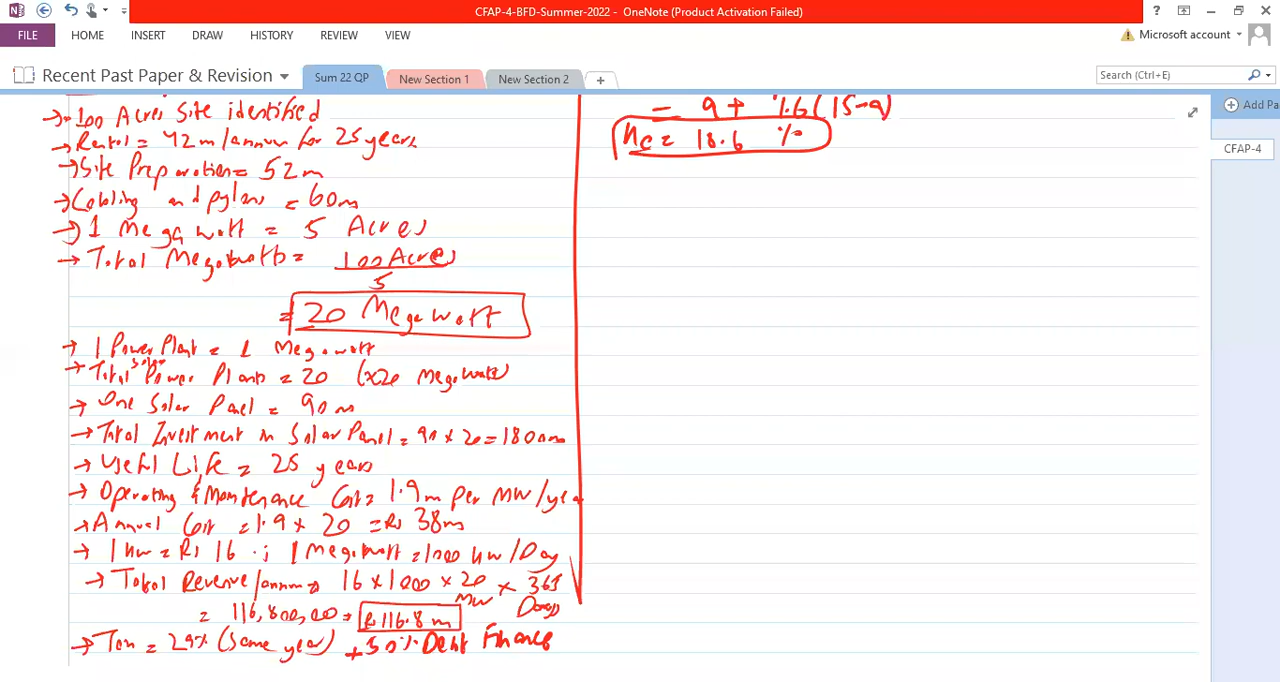 CFAP-4-BFD-Summer-2022 - OneNote (Product Activation Failed)
FILE HOME INSERT DRAW HISTORY REVIEW VIEW
Microsoft account
Recent Past Paper & Revision
Sum 22 QP
New Section 1
New Section 2
Search (Ctrl+E)
Add Pa
CFAP-4
→ 100 Acres Site identified
→ Rental = 42m/annum for 25 years
→ Site Preparation = 52m
→ Cabling and pylons = 60m
→ 1 Mega watt = 5 Acres
→ Total Megawatts = 100 Acres
5
= 20 Megawatt
→ 1 Power Plant = 1 Megawatt
→ Total Solar Power Plants = 20 (x20 Megawatts)
→ One Solar Panel = 90m
→ Total Investment in Solar Panel = 90 x 20 = 1800m
→ Useful Life = 25 years
→ Operating & Maintenance Cost = 1.9m per MW/year
→ Annual Cost = 1.9 x 20 = Rs 38m
→ 1 kw = Rs 16 ; 1 Megawatt = 1000 kw/Day
→ Total Revenue/annum = 16 x 1000 x 20 x 365
MW Days
= 116,800,00 = Rs 116.8 m
→ Tax = 29% (Same year) + 50% Debt Finance
= 9 + 1.6(15-9)
= 18.6 %